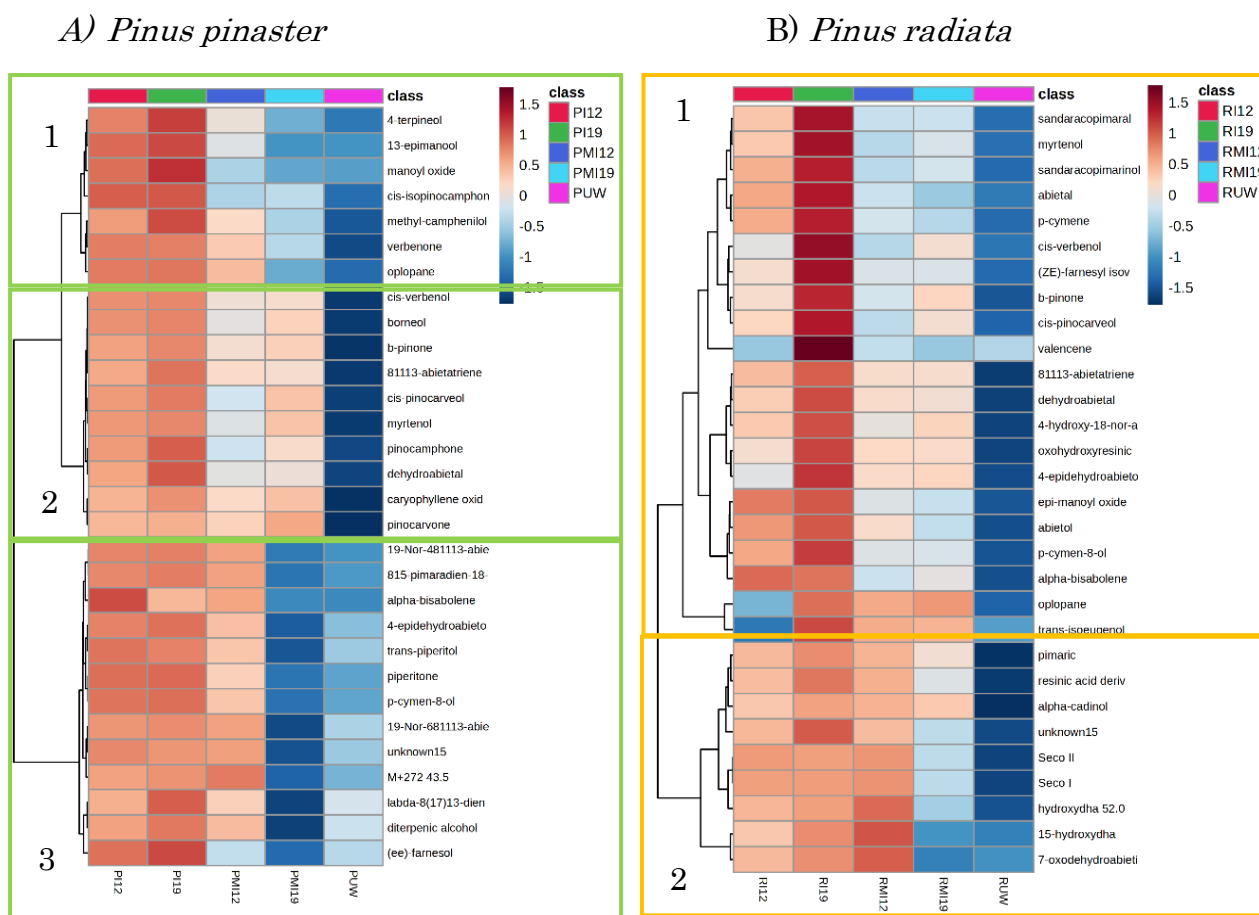 A) Pinus pinaster
B) Pinus radiata
1
class
1.5
1
0.5
0
-0.5
-1
-1.5
class
PI12
PI19
PMI12
PMI19
PUW
4-terpineol
13-epimanool
manoyl oxide
cis-isopinocamphon
methyl-camphenilol
verbenone
oplopane
cis-verbenol
borneol
b-pinone
81113-abietatriene
cis-pinocarveol
myrtenol
pinocamphone
dehydroabietal
2
caryophyllene oxid
pinocarvone
19-Nor-481113-abie
815-pimaradien-18-
alpha-bisabolene
4-epidehydroabieto
trans-piperitol
piperitone
p-cymen-8-ol
19-Nor-681113-abie
unknown15
M+272 43.5
labda-8(17)13-dien
diterpenic alcohol
(ee)-farnesol
3
PI12
PI19
PMI12
PMI19
PUW
1
class
1.5
1
0.5
0
-0.5
-1
-1.5
class
RI12
RI19
RMI12
RMI19
RUW
sandaracopimaral
myrtenol
sandaracopimarinol
abietal
p-cymene
cis-verbenol
(ZE)-farnesyl isov
b-pinone
cis-pinocarveol
valencene
81113-abietatriene
dehydroabietal
4-hydroxy-18-nor-a
oxohydroxyresinic
4-epidehydroabieto
epi-manoyl oxide
abietol
p-cymen-8-ol
alpha-bisabolene
oplopane
trans-isoeugenol
pimaric
resinic acid deriv
alpha-cadinol
unknown15
Seco II
Seco I
hydroxydha 52.0
15-hydroxydha
7-oxodehydroabieti
2
RI12
RI19
RMI12
RMI19
RUW